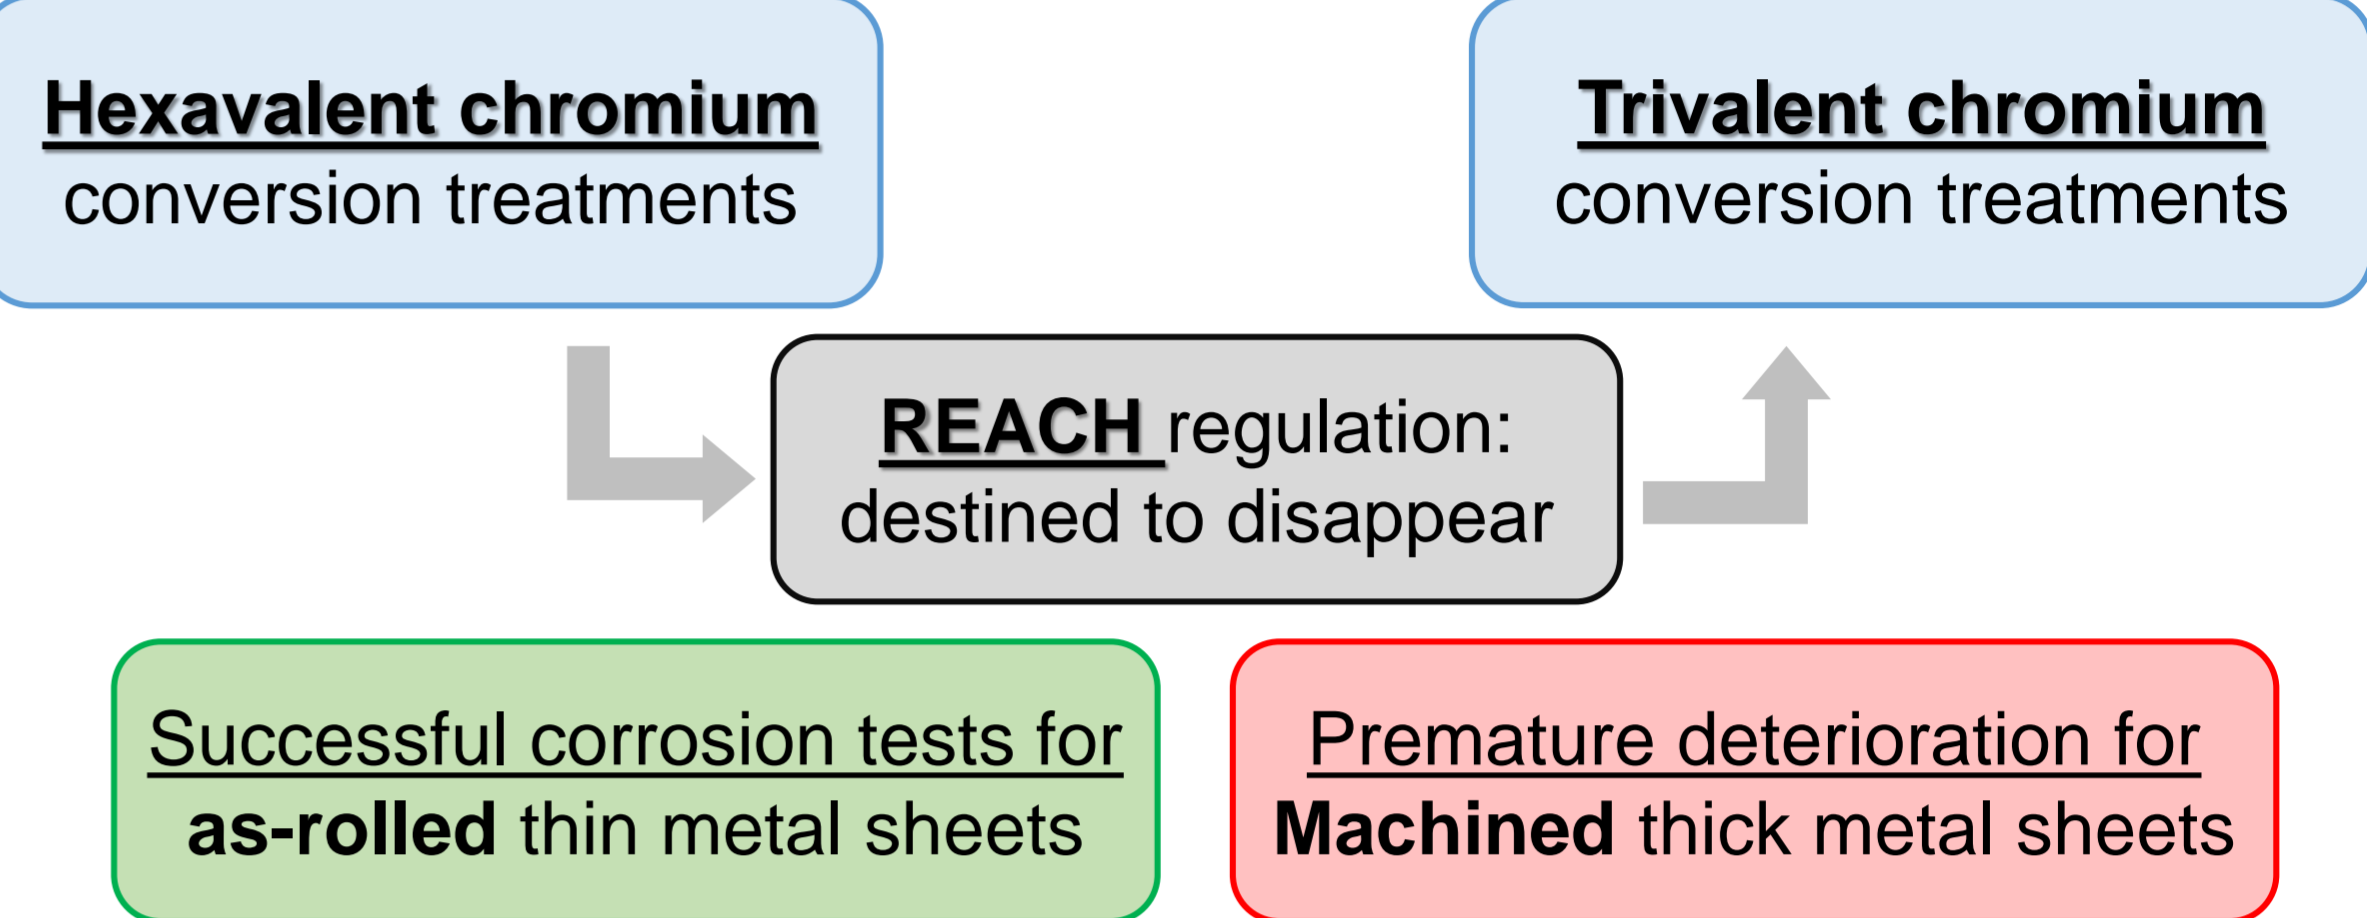 Hexavalent chromium
conversion treatments
Trivalent chromium
conversion treatments
REACH regulation:
destined to disappear
Successful corrosion tests for
as-rolled thin metal sheets
Premature deterioration for
Machined thick metal sheets